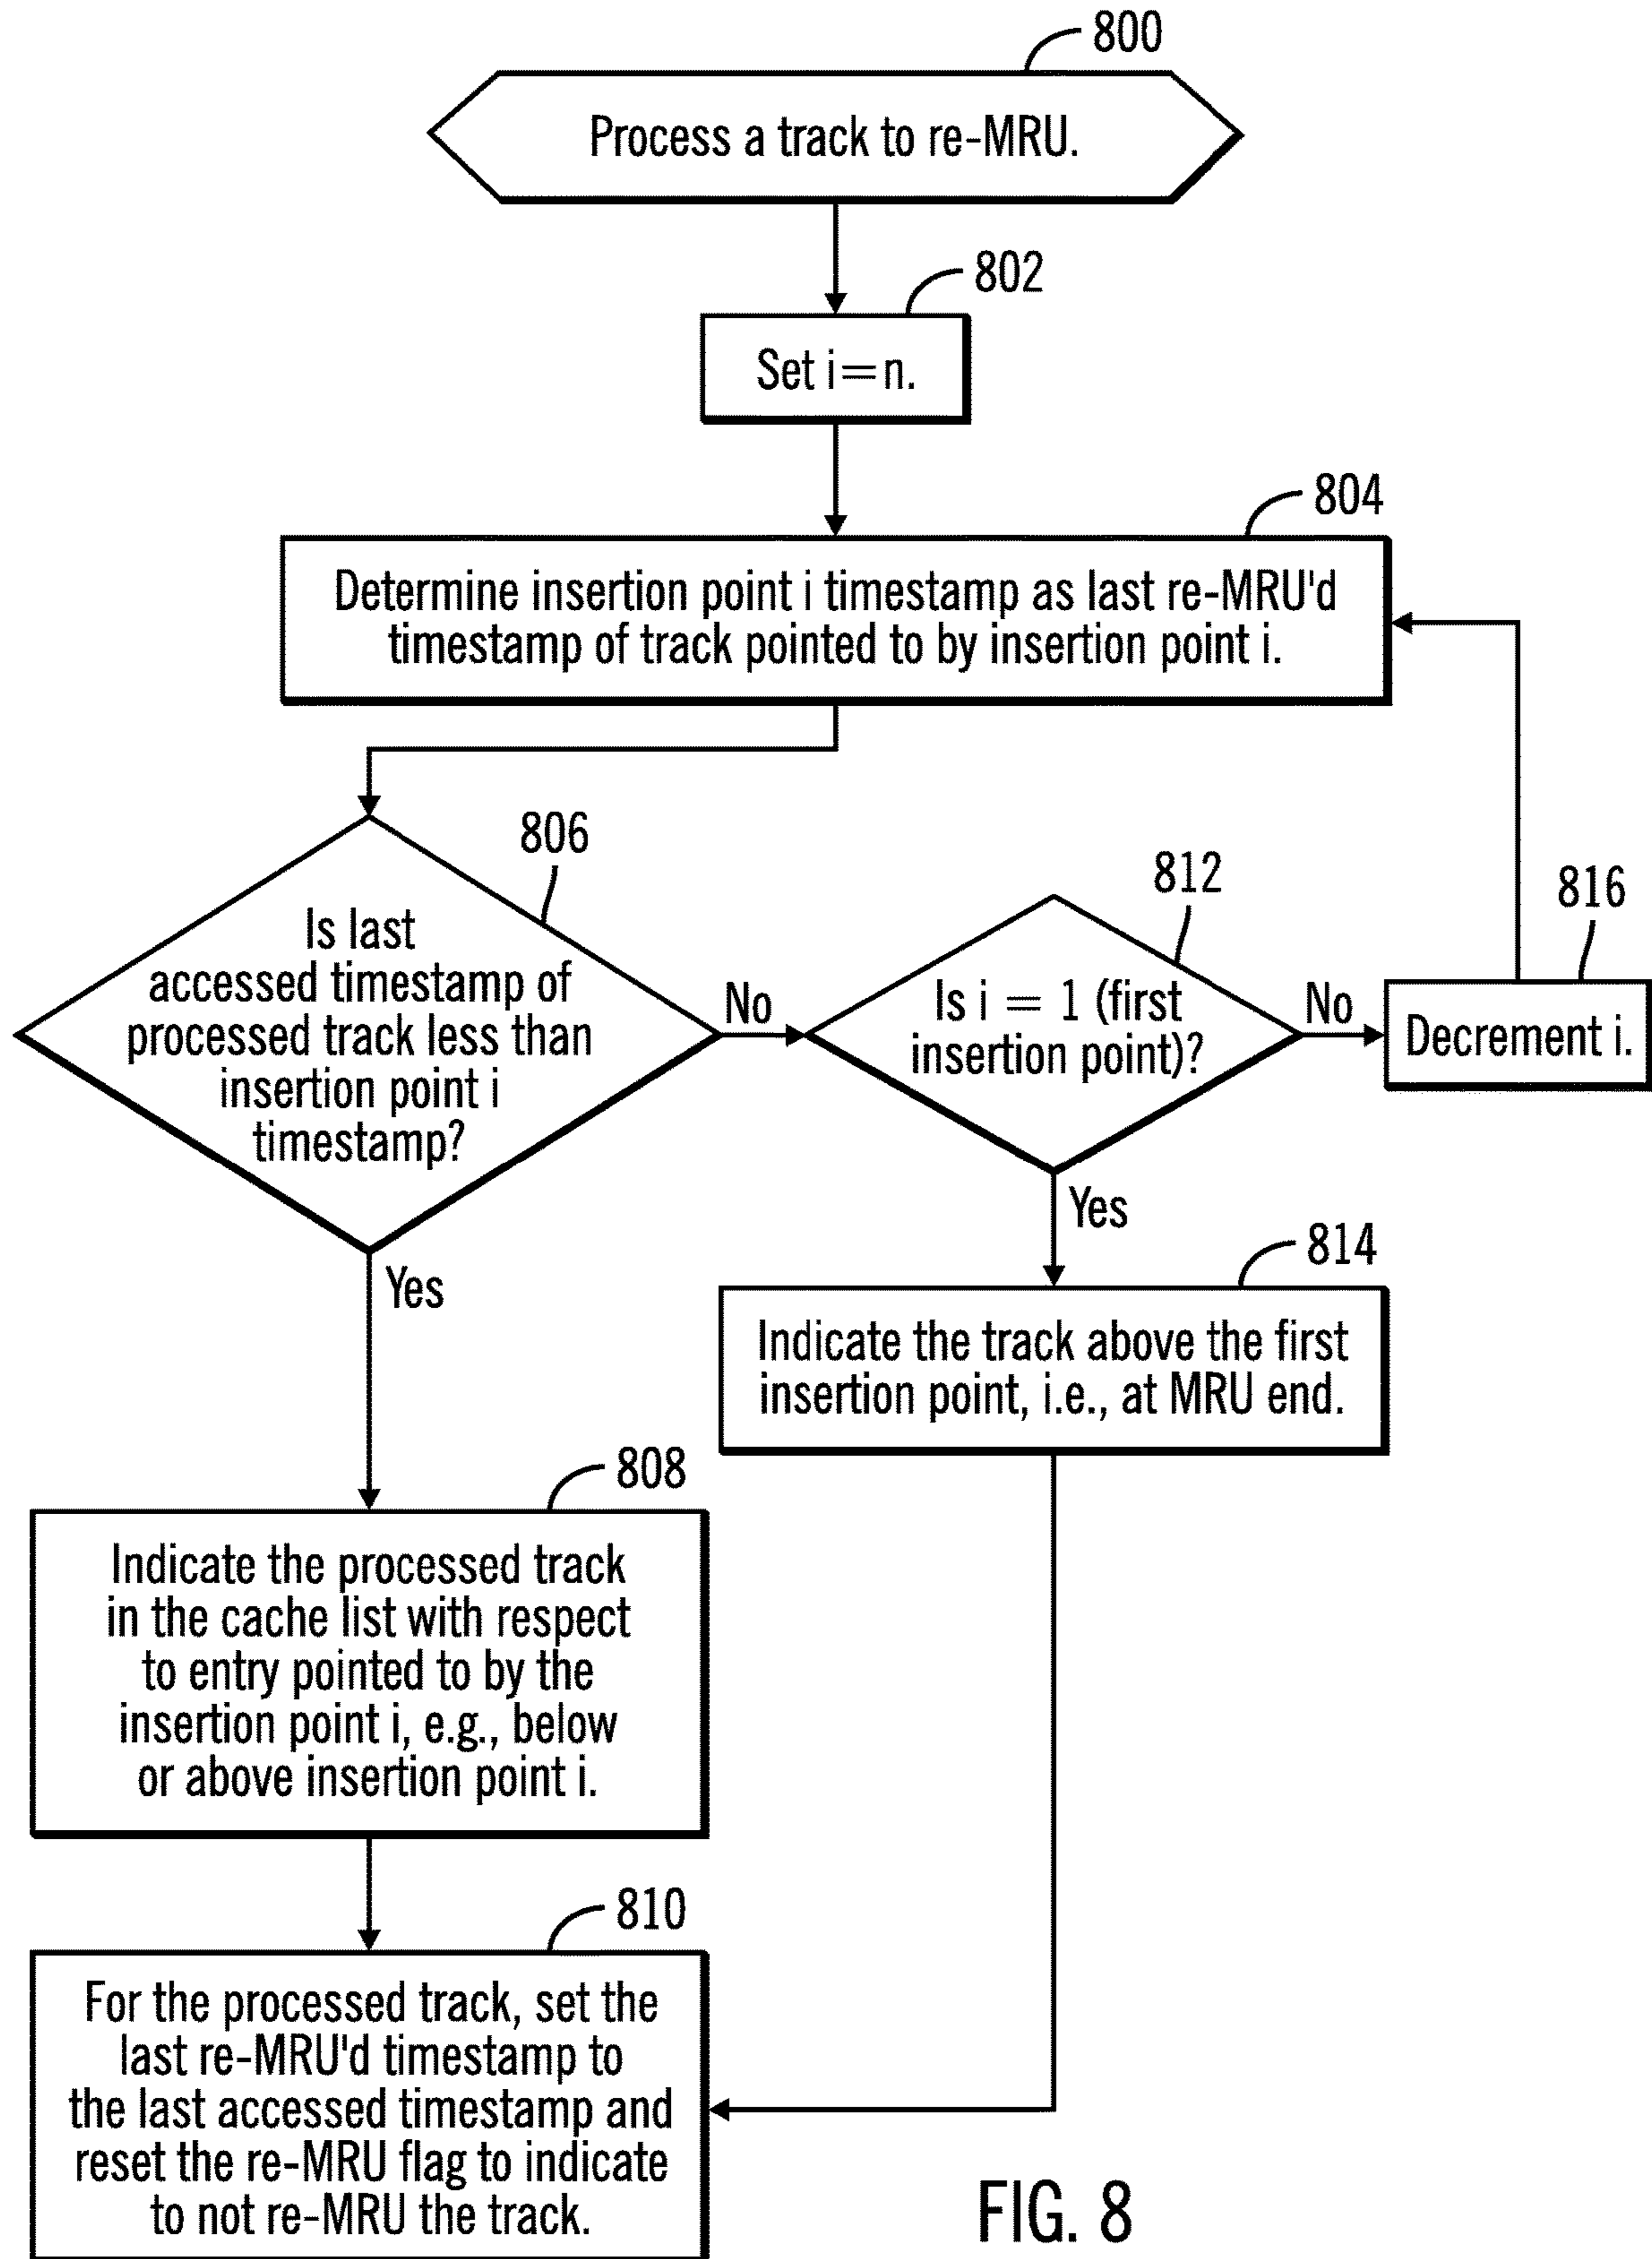 800
Process a track to re-MRU.
802
Set i=n.
804
Determine insertion point i timestamp as last re-MRU'd
timestamp of track pointed to by insertion point i.
806
Is last
accessed timestamp of
processed track less than
insertion point i
timestamp?
No
Yes
812
Is i = 1 (first
insertion point)?
No
Yes
816
Decrement i.
814
Indicate the track above the first
insertion point, i.e., at MRU end.
808
Indicate the processed track
in the cache list with respect
to entry pointed to by the
insertion point i, e.g., below
or above insertion point i.
810
For the processed track, set the
last re-MRU'd timestamp to
the last accessed timestamp and
reset the re-MRU flag to indicate
to not re-MRU the track.
FIG. 8